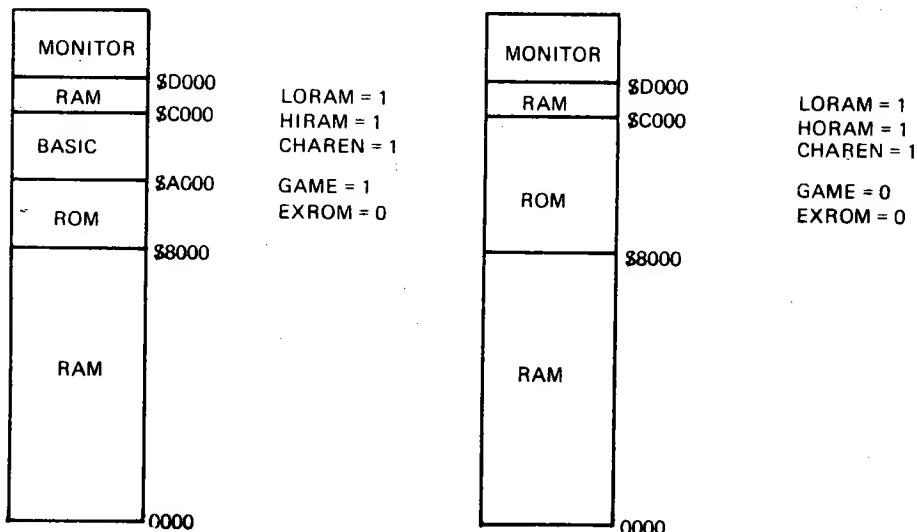 MONITOR
$D000
RAM
$C000
BASIC
$A000
ROM
$8000
RAM
0000
LORAM = 1
HIRAM = 1
CHAREN = 1
GAME = 1
EXROM = 0
MONITOR
$D000
RAM
$C000
ROM
$8000
RAM
0000
LORAM = 1
HORAM = 1
CHAREN = 1
GAME = 0
EXROM = 0